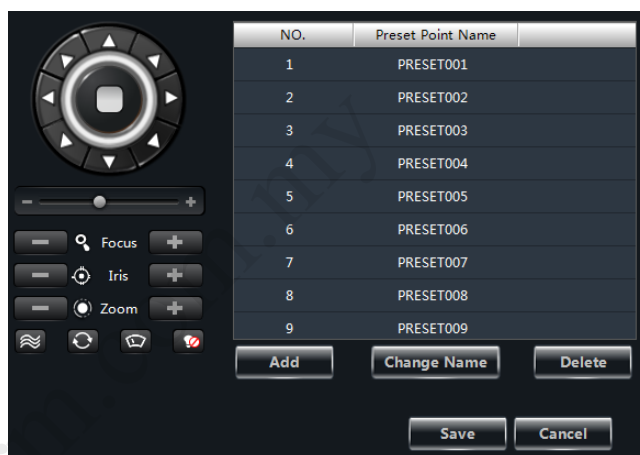 NO. Preset Point Name
1 PRESET001
2 PRESET002
3 PRESET003
4 PRESET004
5 PRESET005
6 PRESET006
7 PRESET007
8 PRESET008
9 PRESET009
Focus
Iris
Zoom
Add Change Name Delete
Save Cancel